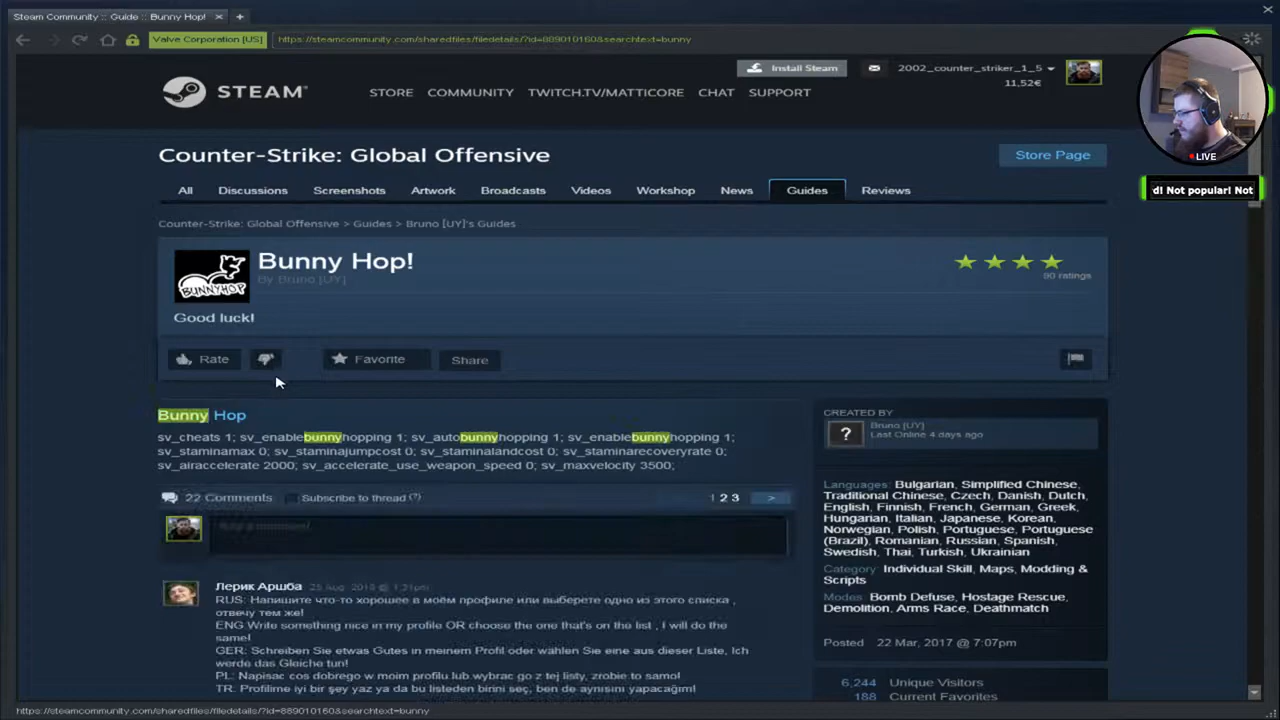 Steam Community :: Guide :: Bunny Hop!
Valve Corporation [US]
https://steamcommunity.com/sharedfiles/filedetails/?id=889010160&searchtext=bunny
Install Steam
2002_counter_striker_1_5
11,52€
STEAM
STORE COMMUNITY TWITCH.TV/MATTICORE CHAT SUPPORT
LIVE
d! Not popular! Not
Counter-Strike: Global Offensive
Store Page
All Discussions Screenshots Artwork Broadcasts Videos Workshop News Guides Reviews
Counter-Strike: Global Offensive > Guides > Bruno [UY]'s Guides
BUNNYHOP
Bunny Hop!
By Bruno [UY]
90 ratings
Good luck!
Rate
Favorite
Share
Bunny Hop
sv_cheats 1; sv_enablebunnyhopping 1; sv_autobunnyhopping 1; sv_enablebunnyhopping 1;
sv_staminamax 0; sv_staminajumpcost 0; sv_staminalandcost 0; sv_staminarecoveryrate 0;
sv_airaccelerate 2000; sv_accelerate_use_weapon_speed 0; sv_maxvelocity 3500;
22 Comments
Subscribe to thread (?)
1 2 3 >
Лерик Аршба 25 Aug, 2019 @ 1:31pm
RUS: Напишите что-то хорошее в моём профиле или выберете одно из этого списка ,
отвечу тем же!
ENG Write something nice in my profile OR choose the one that's on the list , I will do the
same!
GER: Schreiben Sie etwas Gutes in meinem Profil oder wählen Sie eine aus dieser Liste, Ich
werde das Gleiche tun!
PL: Napisac cos dobrego w moim profilu lub wybrac go z tej listy, zrobie to samo!
TR: Profilime iyi bir şey yaz ya da bu listeden birini seç, ben de aynısını yapacağım!
CREATED BY
?
Bruno [UY]
Last Online 4 days ago
Languages: Bulgarian, Simplified Chinese,
Traditional Chinese, Czech, Danish, Dutch,
English, Finnish, French, German, Greek,
Hungarian, Italian, Japanese, Korean,
Norwegian, Polish, Portuguese, Portuguese
(Brazil), Romanian, Russian, Spanish,
Swedish, Thai, Turkish, Ukrainian
Category: Individual Skill, Maps, Modding &
Scripts
Modes: Bomb Defuse, Hostage Rescue,
Demolition, Arms Race, Deathmatch
Posted 22 Mar, 2017 @ 7:07pm
6,244 Unique Visitors
188 Current Favorites
https://steamcommunity.com/sharedfiles/filedetails/?id=889010160&searchtext=bunny